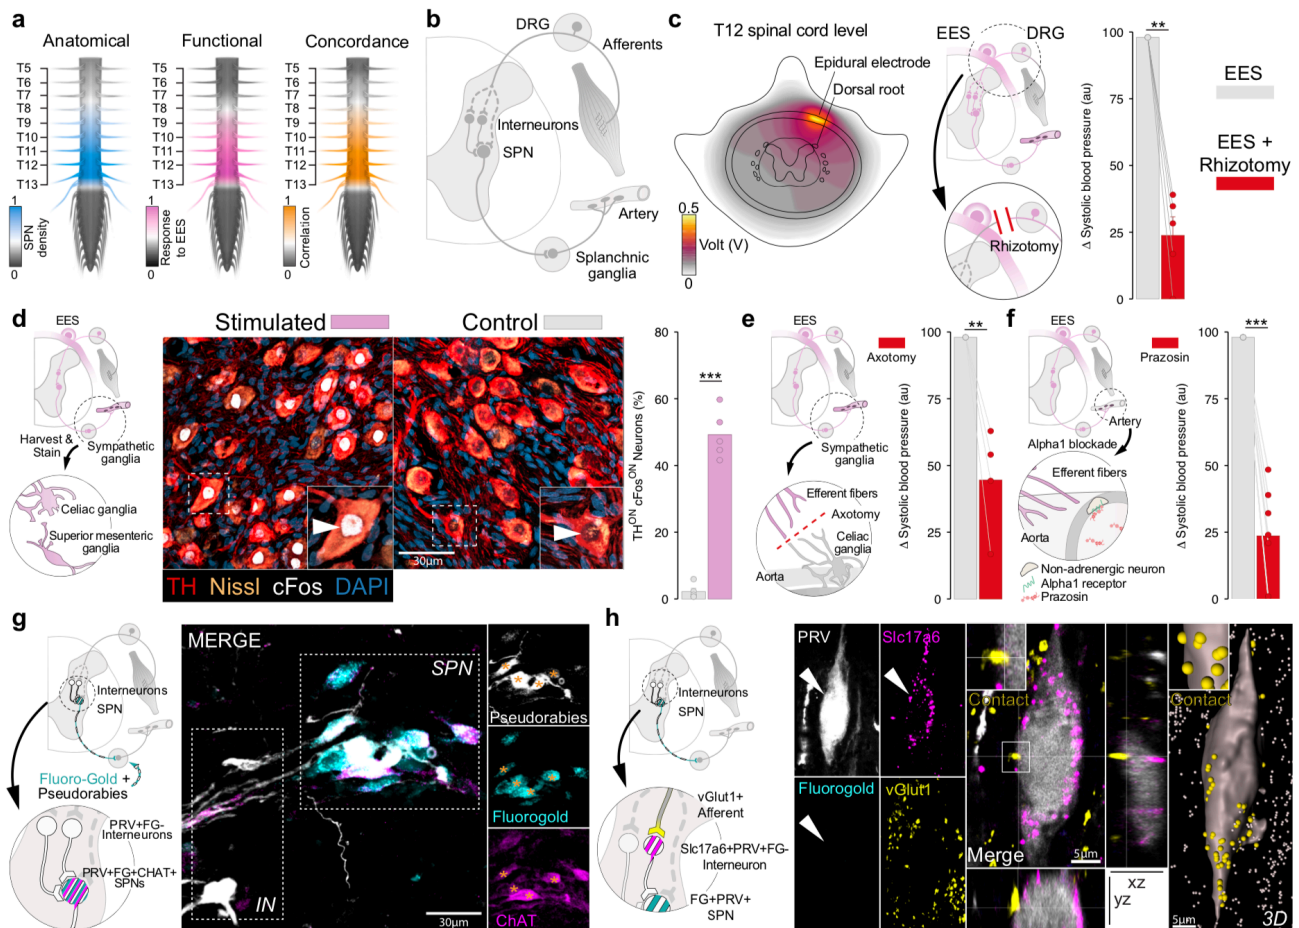 a
Anatomical
Functional
Concordance
T5
T6
T7
T8
T9
T10
T11
T12
T13
1
SPN density
0
T5
T6
T7
T8
T9
T10
T11
T12
T13
1
Response to EES
0
T5
T6
T7
T8
T9
T10
T11
T12
T13
1
Correlation
0
b
DRG
Afferents
Interneurons
SPN
Artery
Splanchnic
ganglia
c
T12 spinal cord level
Epidural electrode
Dorsal root
0.5
Volt (V)
0
EES
DRG
Rhizotomy
Δ Systolic blood pressure (au)
100
75
50
25
0
**
EES
EES +
Rhizotomy
d
EES
Harvest &
Stain
Sympathetic
ganglia
Celiac ganglia
Superior mesenteric
ganglia
Stimulated
Control
30μm
TH Nissl cFos DAPI
THON cFosON Neurons (%)
80
60
40
20
0
***
e
EES
Axotomy
Sympathetic
ganglia
Efferent fibers
Axotomy
Celiac
ganglia
Aorta
Δ Systolic blood pressure (au)
100
75
50
25
0
**
f
EES
Prazosin
Artery
Alpha1 blockade
Efferent fibers
Aorta
Non-adrenergic neuron
Alpha1 receptor
Prazosin
Δ Systolic blood pressure (au)
100
75
50
25
0
***
g
Interneurons
SPN
Fluoro-Gold +
Pseudorabies
PRV+FG-
Interneurons
PRV+FG+CHAT+
SPNs
MERGE
SPN
IN
30μm
Pseudorabies
Fluorogold
ChAT
h
Interneurons
SPN
vGlut1+
Afferent
Slc17a6+PRV+FG-
Interneuron
FG+PRV+
SPN
PRV
Slc17a6
Fluorogold
vGlut1
Contact
Merge
5μm
xz
yz
Contact
5μm
3D